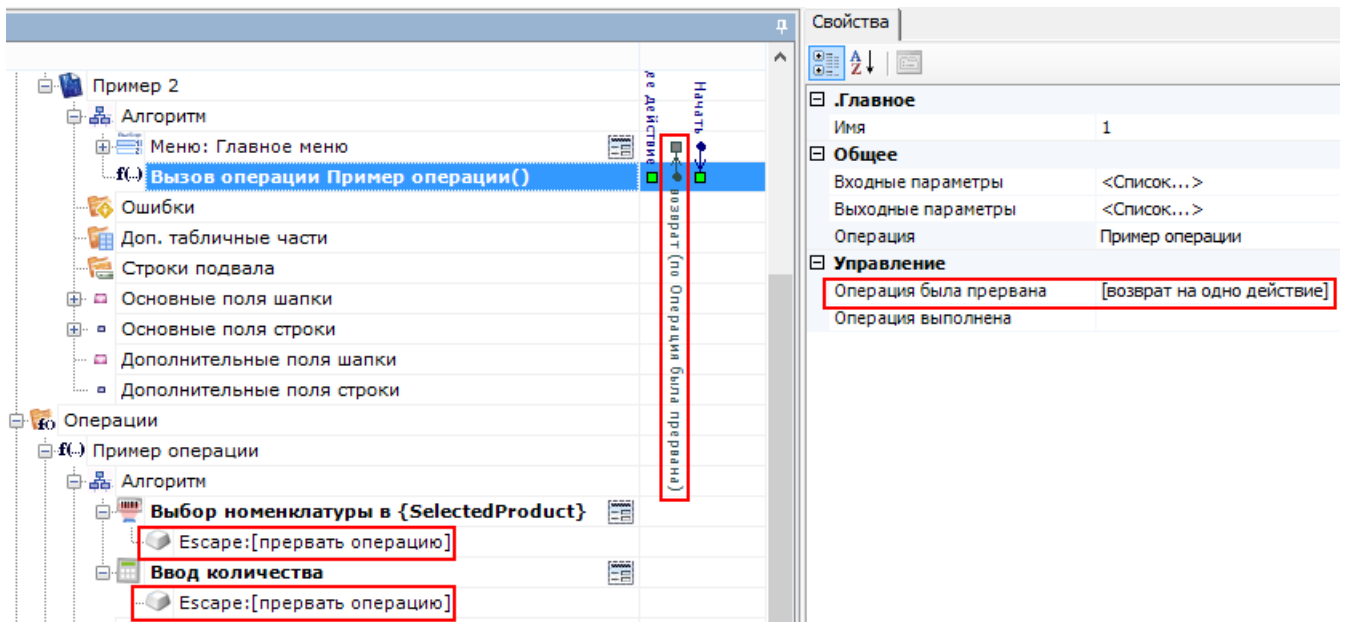 Пример 2
Алгоритм
Меню: Главное меню
f(..) Вызов операции Пример операции()
Ошибки
Доп. табличные части
Строки подвала
Основные поля шапки
Основные поля строки
Дополнительные поля шапки
Дополнительные поля строки
Операции
f(..) Пример операции
Алгоритм
Выбор номенклатуры в {SelectedProduct}
Escape:[прервать операцию]
Ввод количества
Escape:[прервать операцию]
действие
возврат (по Операция была прервана)
Начать
Свойства
.Главное
Имя 1
Общее
Входные параметры <Список...>
Выходные параметры <Список...>
Операция Пример операции
Управление
Операция была прервана [возврат на одно действие]
Операция выполнена